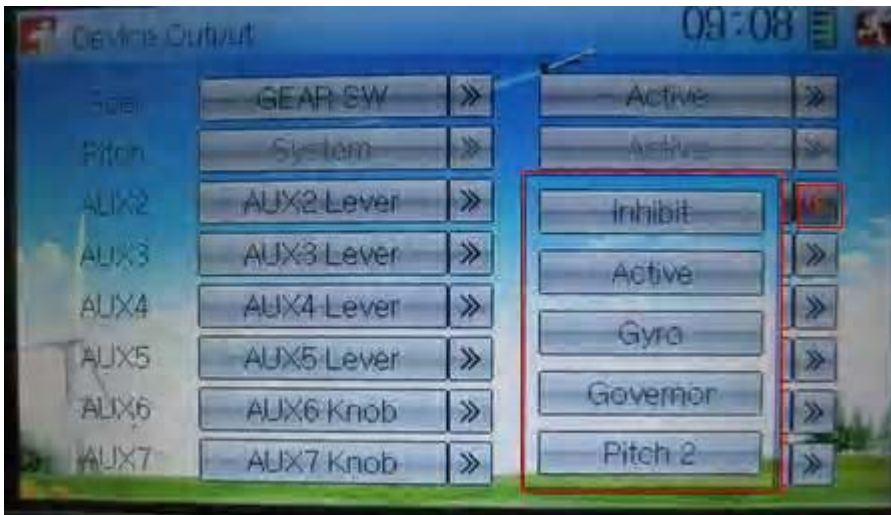 Device Output 09:08
Gear GEAR SW Active
Pitch System Active
AUX2 AUX2 Lever Inhibit
AUX3 AUX3 Lever Active
AUX4 AUX4 Lever Gyro
AUX5 AUX5 Lever Governor
AUX6 AUX6 Knob Pitch 2
AUX7 AUX7 Knob